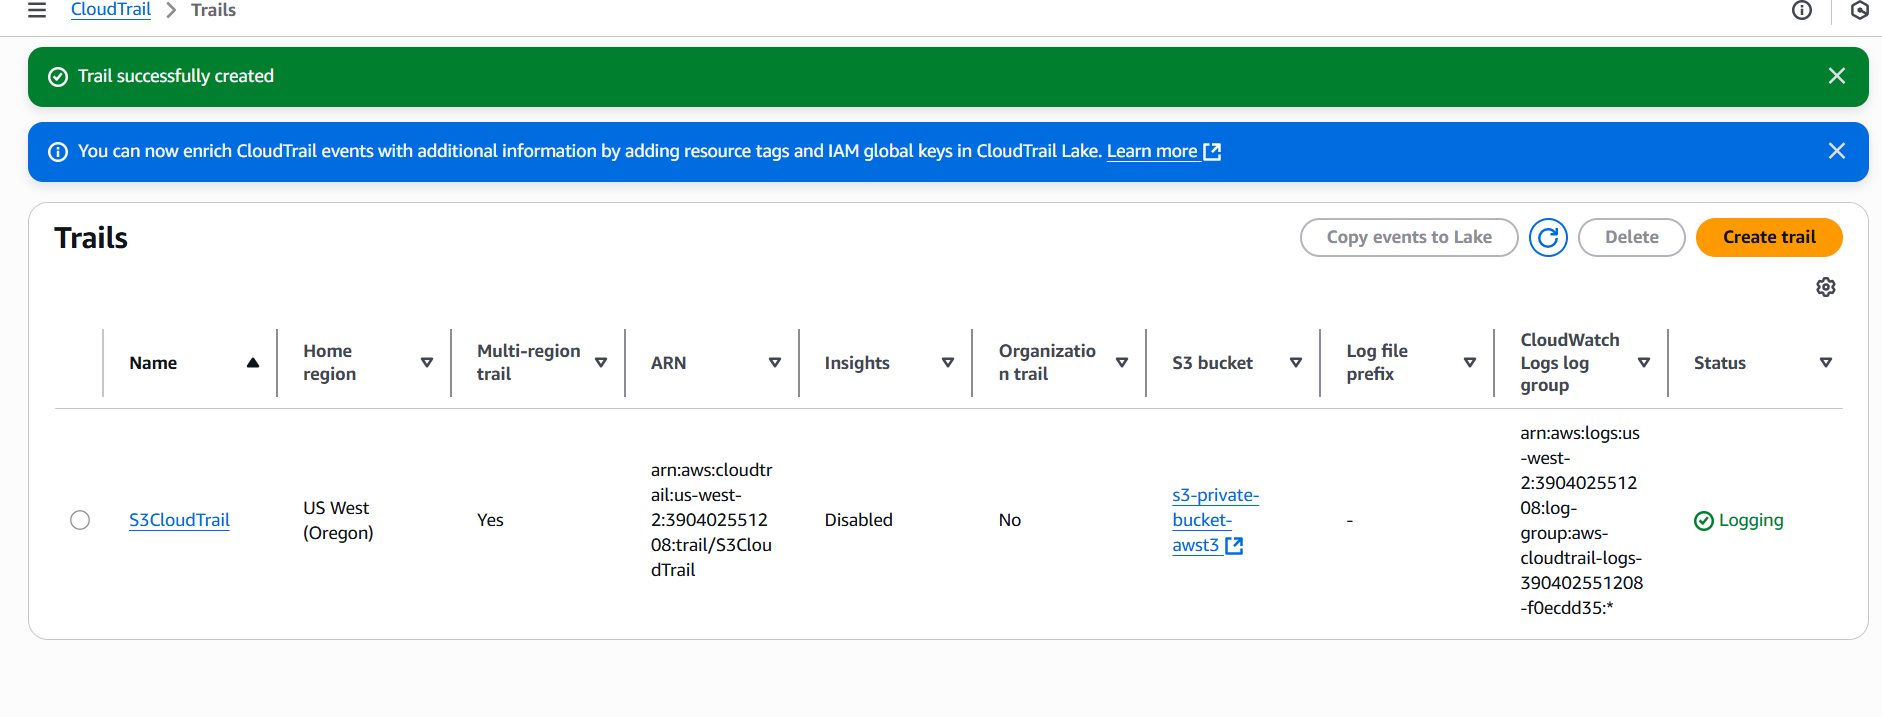 CloudTrail > Trails
Trail successfully created
You can now enrich CloudTrail events with additional information by adding resource tags and IAM global keys in CloudTrail Lake. Learn more
Trails
Copy events to Lake
Delete
Create trail
Name
Home
region
Multi-region
trail
ARN
Insights
Organizatio
n trail
S3 bucket
Log file
prefix
CloudWatch
Logs log
group
Status
S3CloudTrail
US West
(Oregon)
Yes
arn:aws:cloudtr
ail:us-west-
2:3904025512
08:trail/S3Clou
dTrail
Disabled
No
s3-private-
bucket-
awst3
-
arn:aws:logs:us
-west-
2:3904025512
08:log-
group:aws-
cloudtrail-logs-
390402551208
-f0ecdd35:*
Logging